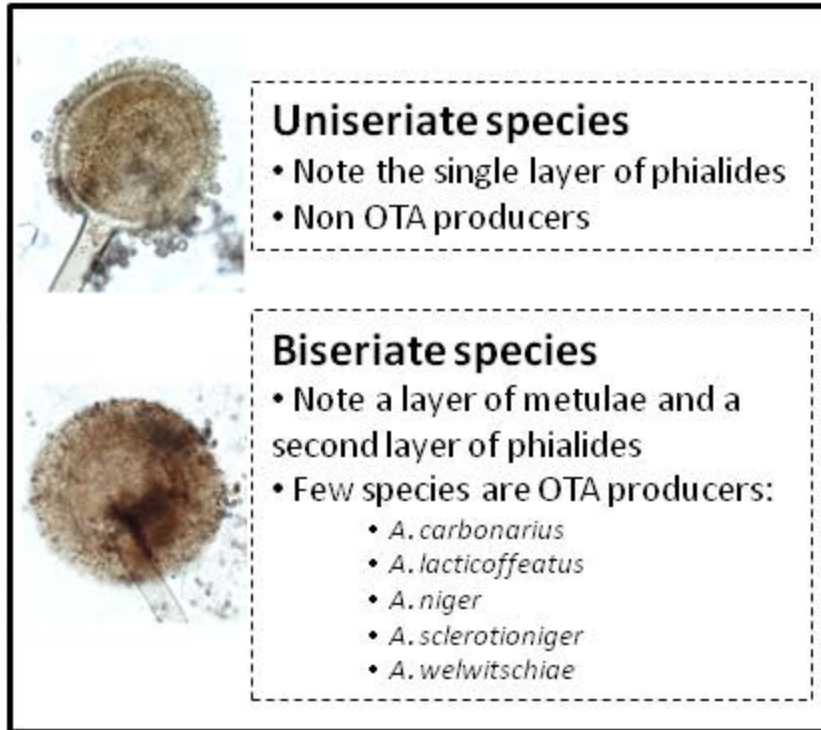 Uniseriate species
• Note the single layer of phialides
• Non OTA producers
Biseriate species
• Note a layer of metulae and a
second layer of phialides
• Few species are OTA producers:
• A. carbonarius
• A. lacticoffeatus
• A. niger
• A. sclerotioniger
• A. welwitschiae